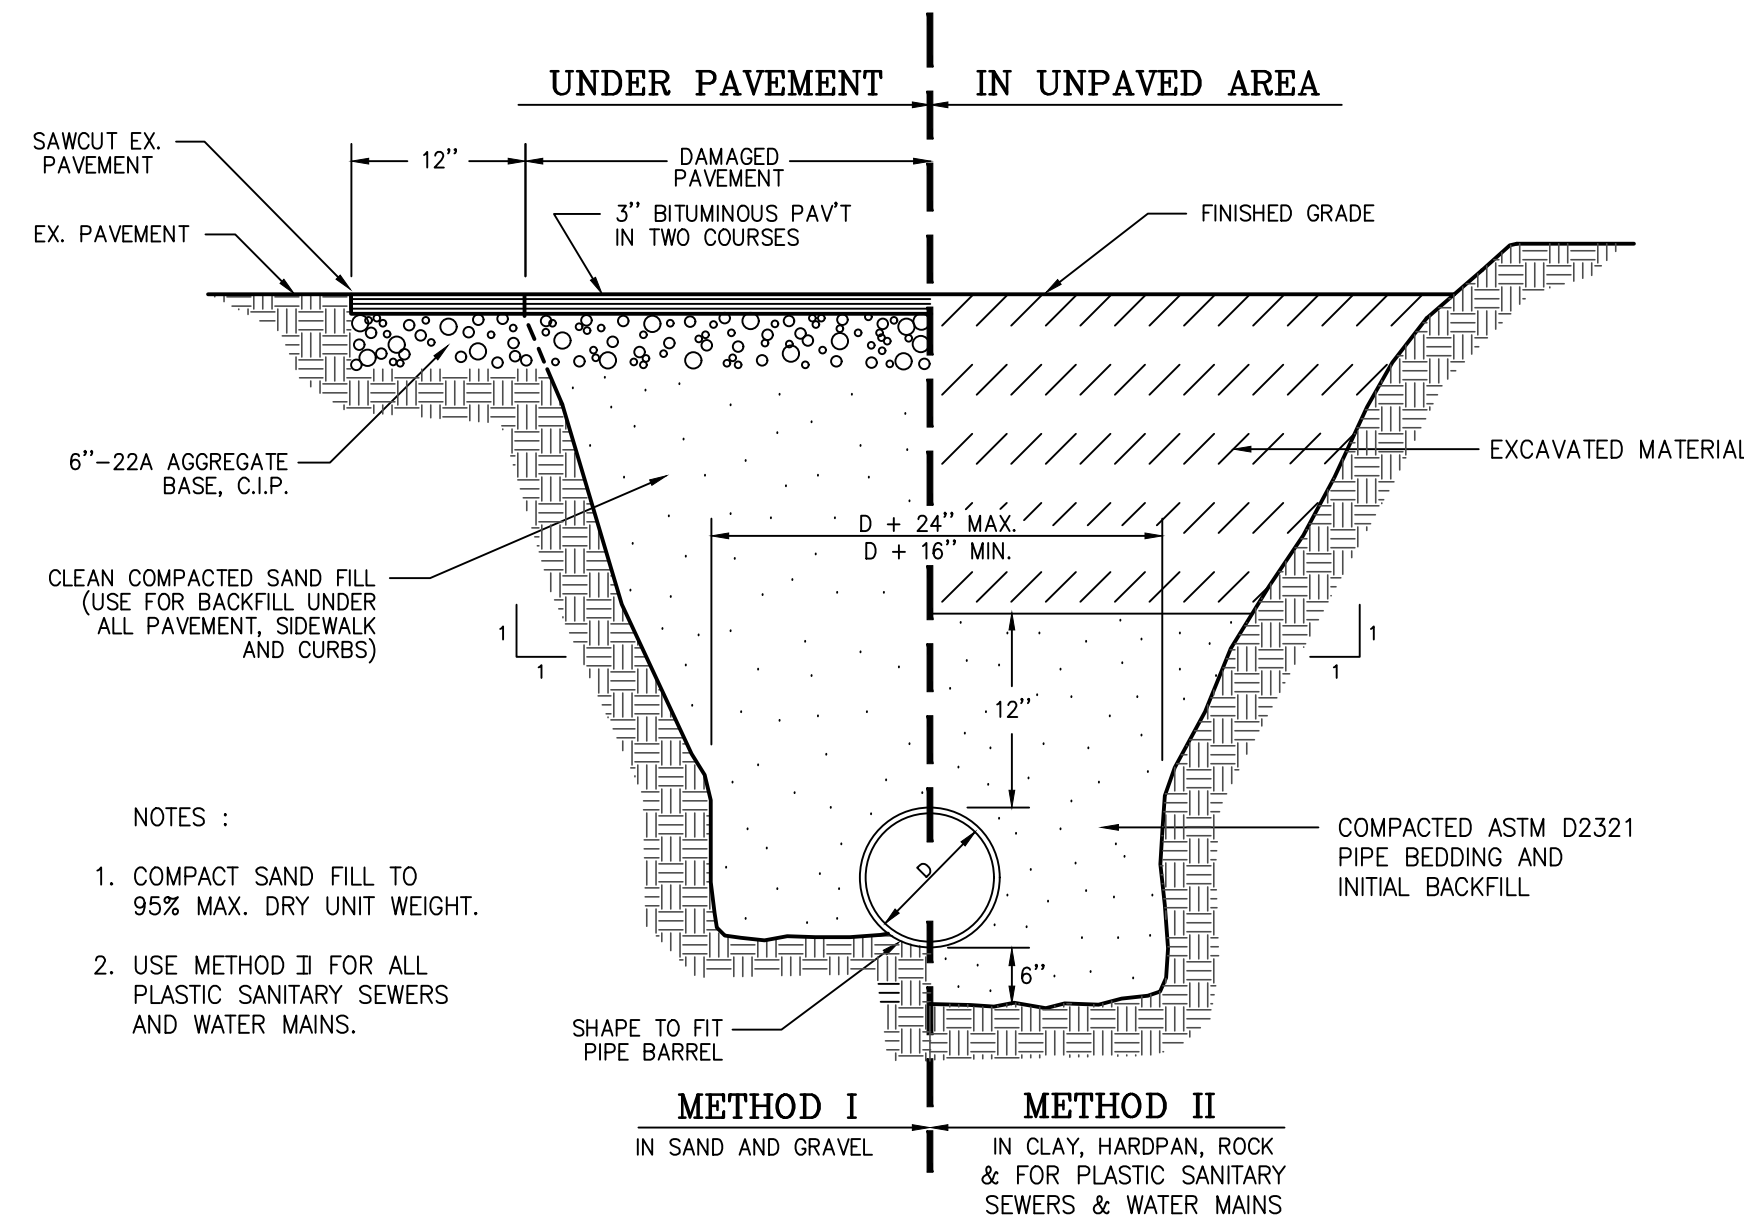 UNDER PAVEMENT
IN UNPAVED AREA
SAWCUT EX.
PAVEMENT
12"
DAMAGED
PAVEMENT
3" BITUMINOUS PAV'T
IN TWO COURSES
FINISHED GRADE
EX. PAVEMENT
6"-22A AGGREGATE
BASE, C.I.P.
EXCAVATED MATERIAL
D + 24" MAX.
D + 16" MIN.
CLEAN COMPACTED SAND FILL
(USE FOR BACKFILL UNDER
ALL PAVEMENT, SIDEWALK
AND CURBS)
1
1
1
1
12"
D
COMPACTED ASTM D2321
PIPE BEDDING AND
INITIAL BACKFILL
6"
NOTES :
1. COMPACT SAND FILL TO
95% MAX. DRY UNIT WEIGHT.
2. USE METHOD II FOR ALL
PLASTIC SANITARY SEWERS
AND WATER MAINS.
SHAPE TO FIT
PIPE BARREL
METHOD I
IN SAND AND GRAVEL
METHOD II
IN CLAY, HARDPAN, ROCK
& FOR PLASTIC SANITARY
SEWERS & WATER MAINS